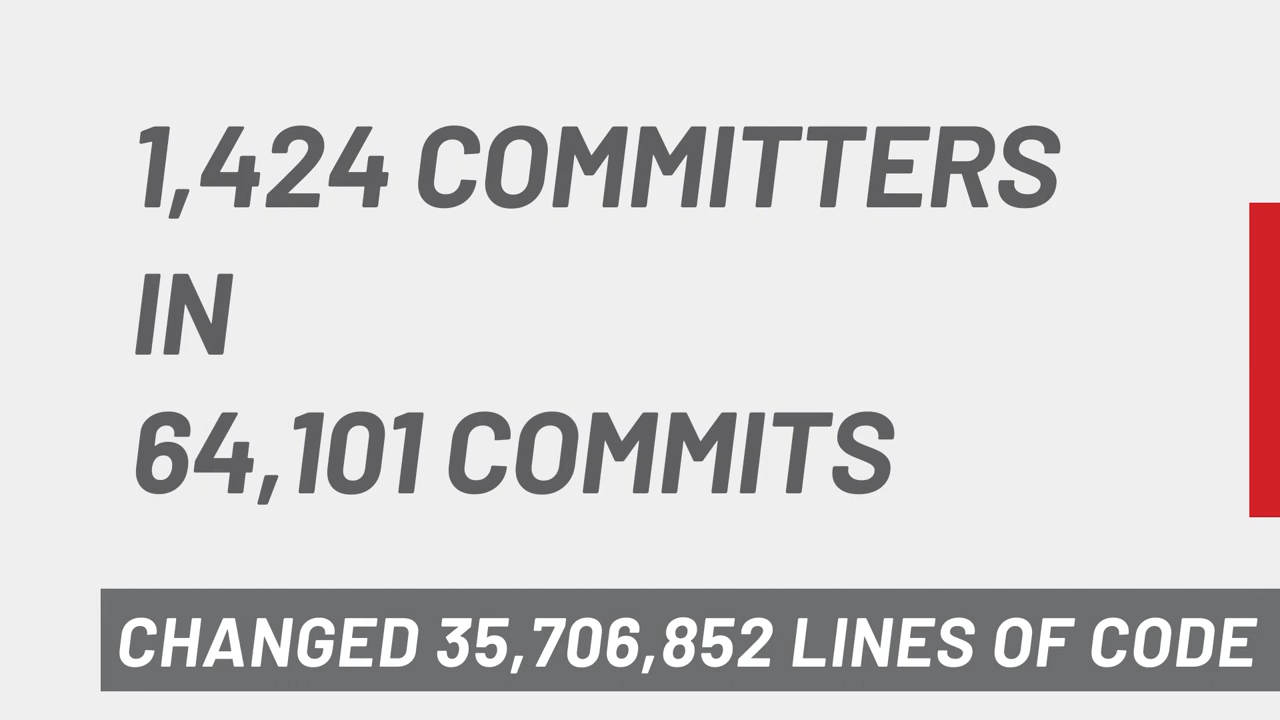 1,424 COMMITTERS
IN
64,101 COMMITS
CHANGED 35,706,852 LINES OF CODE